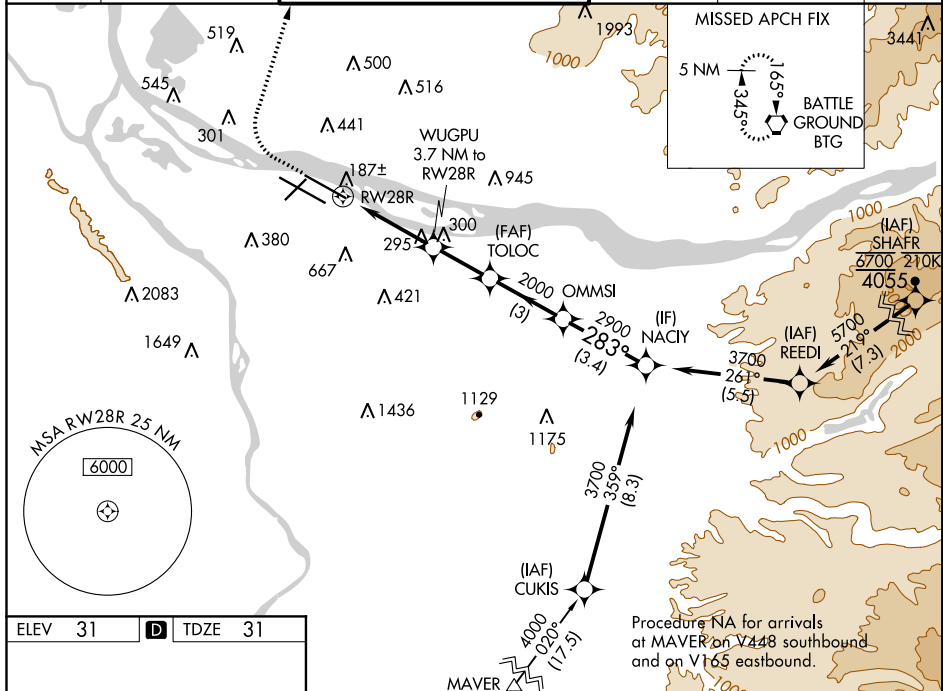 519
500
516
545
301
441
1993
1000
3441
MISSED APCH FIX
5 NM
165°
345°
BATTLE
GROUND
BTG
WUGPU
3.7 NM to
RW28R
187±
RW28R
945
300
295
380
667
421
2083
1649
(FAF)
TOLOC
2000
(3)
OMMSI
2900
283°
(3.4)
(IF)
NACIY
3700
261°
(5.5)
(IAF)
REEDI
5700
219°
(7.3)
1000
(IAF)
SHAFR
6700 210K
4055
2000
1000
1436
1129
1175
MSA RW28R 25 NM
6000
3700
359°
(8.3)
(IAF)
CUKIS
4000
020°
(17.5)
MAVER
Procedure NA for arrivals
at MAVER on V448 southbound
and on V165 eastbound.
1000
ELEV 31 D TDZE 31